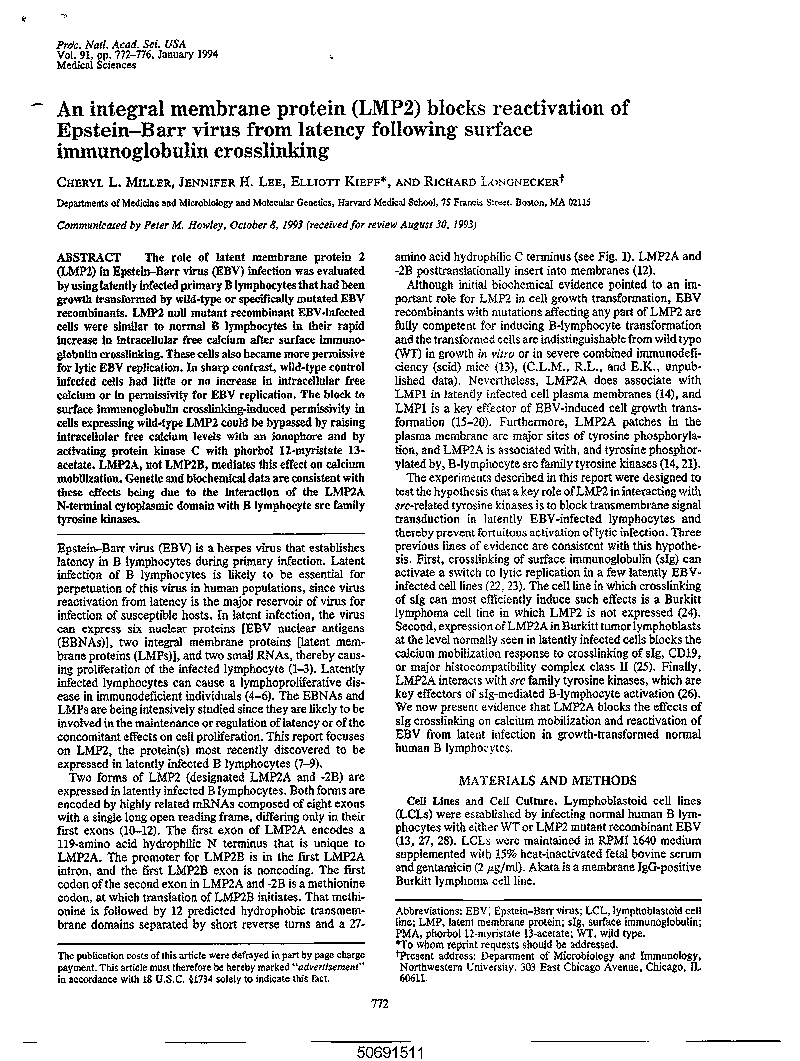 Proc. Natl. Acad. Sci. USA
Vol. 91, pp. 772–776, January 1994
Medical Sciences
An integral membrane protein (LMP2) blocks reactivation of
Epstein–Barr virus from latency following surface
immunoglobulin crosslinking
CHERYL L. MILLER, JENNIFER H. LEE, ELLIOTT KIEFF*, AND RICHARD LONGNECKER†
Departments of Medicine and Microbiology and Molecular Genetics, Harvard Medical School, 75 Francis Street, Boston, MA 02115
Communicated by Peter M. Howley, October 8, 1993 (received for review August 30, 1993)
ABSTRACT The role of latent membrane protein 2
(LMP2) in Epstein–Barr virus (EBV) infection was evaluated
by using latently infected primary B lymphocytes that had been
growth transformed by wild-type or specifically mutated EBV
recombinants. LMP2 null mutant recombinant EBV-infected
cells were similar to normal B lymphocytes in their rapid
increase in intracellular free calcium after surface immuno-
globulin crosslinking. These cells also became more permissive
for lytic EBV replication. In sharp contrast, wild-type control
infected cells had little or no increase in intracellular free
calcium or in permissivity for EBV replication. The block to
surface immunoglobulin crosslinking-induced permissivity in
cells expressing wild-type LMP2 could be bypassed by raising
intracellular free calcium levels with an ionophore and by
activating protein kinase C with phorbol 12-myristate 13-
acetate. LMP2A, not LMP2B, mediates this effect on calcium
mobilization. Genetic and biochemical data are consistent with
these effects being due to the interaction of the LMP2A
N-terminal cytoplasmic domain with B lymphocyte src family
tyrosine kinases.
Epstein–Barr virus (EBV) is a herpes virus that establishes
latency in B lymphocytes during primary infection. Latent
infection of B lymphocytes is likely to be essential for
perpetuation of this virus in human populations, since virus
reactivation from latency is the major reservoir of virus for
infection of susceptible hosts. In latent infection, the virus
can express six nuclear proteins [EBV nuclear antigens
(EBNAs)], two integral membrane proteins [latent mem-
brane proteins (LMPs)], and two small RNAs, thereby caus-
ing proliferation of the infected lymphocyte (1–3). Latently
infected lymphocytes can cause a lymphoproliferative dis-
ease in immunodeficient individuals (4–6). The EBNAs and
LMPs are being intensively studied since they are likely to be
involved in the maintenance or regulation of latency or of the
concomitant effects on cell proliferation. This report focuses
on LMP2, the protein(s) most recently discovered to be
expressed in latently infected B lymphocytes (7–9).
Two forms of LMP2 (designated LMP2A and -2B) are
expressed in latently infected B lymphocytes. Both forms are
encoded by highly related mRNAs composed of eight exons
with a single long open reading frame, differing only in their
first exons (10–12). The first exon of LMP2A encodes a
119-amino acid hydrophilic N terminus that is unique to
LMP2A. The promoter for LMP2B is in the first LMP2A
intron, and the first LMP2B exon is noncoding. The first
codon of the second exon in LMP2A and -2B is a methionine
codon, at which translation of LMP2B initiates. That methi-
onine is followed by 12 predicted hydrophobic transmem-
brane domains separated by short reverse turns and a 27-
The publication costs of this article were defrayed in part by page charge
payment. This article must therefore be hereby marked "advertisement"
in accordance with 18 U.S.C. §1734 solely to indicate this fact.
amino acid hydrophilic C terminus (see Fig. 1). LMP2A and
-2B posttranslationally insert into membranes (12).
Although initial biochemical evidence pointed to an im-
portant role for LMP2 in cell growth transformation, EBV
recombinants with mutations affecting any part of LMP2 are
fully competent for inducing B-lymphocyte transformation
and the transformed cells are indistinguishable from wild type
(WT) in growth in vitro or in severe combined immunodefi-
ciency (scid) mice (13), (C.L.M., R.L., and E.K., unpub-
lished data). Nevertheless, LMP2A does associate with
LMP1 in latently infected cell plasma membranes (14), and
LMP1 is a key effector of EBV-induced cell growth trans-
formation (15–20). Furthermore, LMP2A patches in the
plasma membrane are major sites of tyrosine phosphoryla-
tion, and LMP2A is associated with, and tyrosine phosphor-
ylated by, B-lymphocyte src family tyrosine kinases (14, 21).
The experiments described in this report were designed to
test the hypothesis that a key role of LMP2 in interacting with
src-related tyrosine kinases is to block transmembrane signal
transduction in latently EBV-infected lymphocytes and
thereby prevent fortuitous activation of lytic infection. Three
previous lines of evidence are consistent with this hypothe-
sis. First, crosslinking of surface immunoglobulin (sIg) can
activate a switch to lytic replication in a few latently EBV-
infected cell lines (22, 23). The cell line in which crosslinking
of sIg can most efficiently induce such effects is a Burkitt
lymphoma cell line in which LMP2 is not expressed (24).
Second, expression of LMP2A in Burkitt tumor lymphoblasts
at the level normally seen in latently infected cells blocks the
calcium mobilization response to crosslinking of sIg, CD19,
or major histocompatibility complex class II (25). Finally,
LMP2A interacts with src family tyrosine kinases, which are
key effectors of sIg-mediated B-lymphocyte activation (26).
We now present evidence that LMP2A blocks the effects of
sIg crosslinking on calcium mobilization and reactivation of
EBV from latent infection in growth-transformed normal
human B lymphocytes.
MATERIALS AND METHODS
Cell Lines and Cell Culture. Lymphoblastoid cell lines
(LCLs) were established by infecting normal human B lym-
phocytes with either WT or LMP2 mutant recombinant EBV
(13, 27, 28). LCLs were maintained in RPMI 1640 medium
supplemented with 15% heat-inactivated fetal bovine serum
and gentamicin (2 μg/ml). Akata is a membrane IgG-positive
Burkitt lymphoma cell line.
Abbreviations: EBV, Epstein–Barr virus; LCL, lymphoblastoid cell
line; LMP, latent membrane protein; sIg, surface immunoglobulin;
PMA, phorbol 12-myristate 13-acetate; WT, wild type.
*To whom reprint requests should be addressed.
†Present address: Department of Microbiology and Immunology,
Northwestern University, 303 East Chicago Avenue, Chicago, IL
60611.
772
50691511